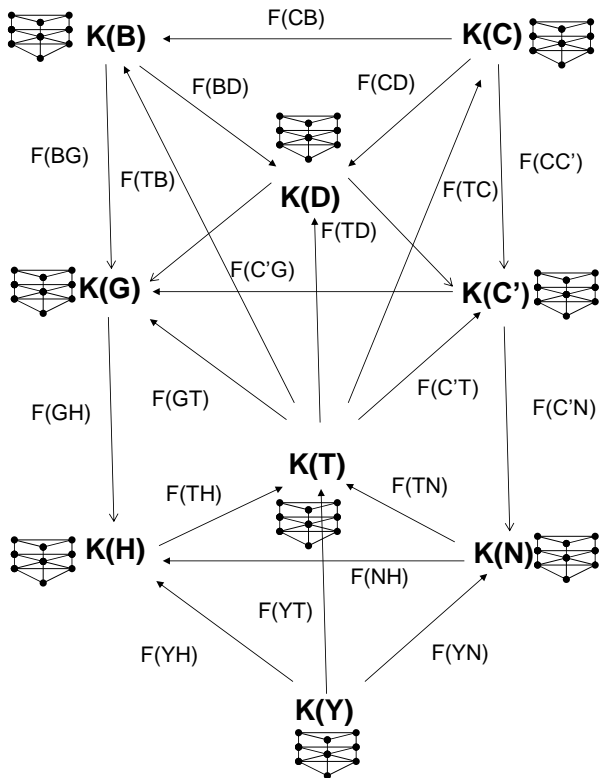 F(CB)
K(B)
K(C)
F(BD)
F(CD)
F(BG)
F(TB)
K(D)
F(TC)
F(CC’)
F(TD)
F(C’G)
K(G)
K(C’)
F(GT)
F(C’T)
F(GH)
F(C’N)
K(T)
F(TH)
F(TN)
K(H)
K(N)
F(NH)
F(YT)
F(YH)
F(YN)
K(Y)